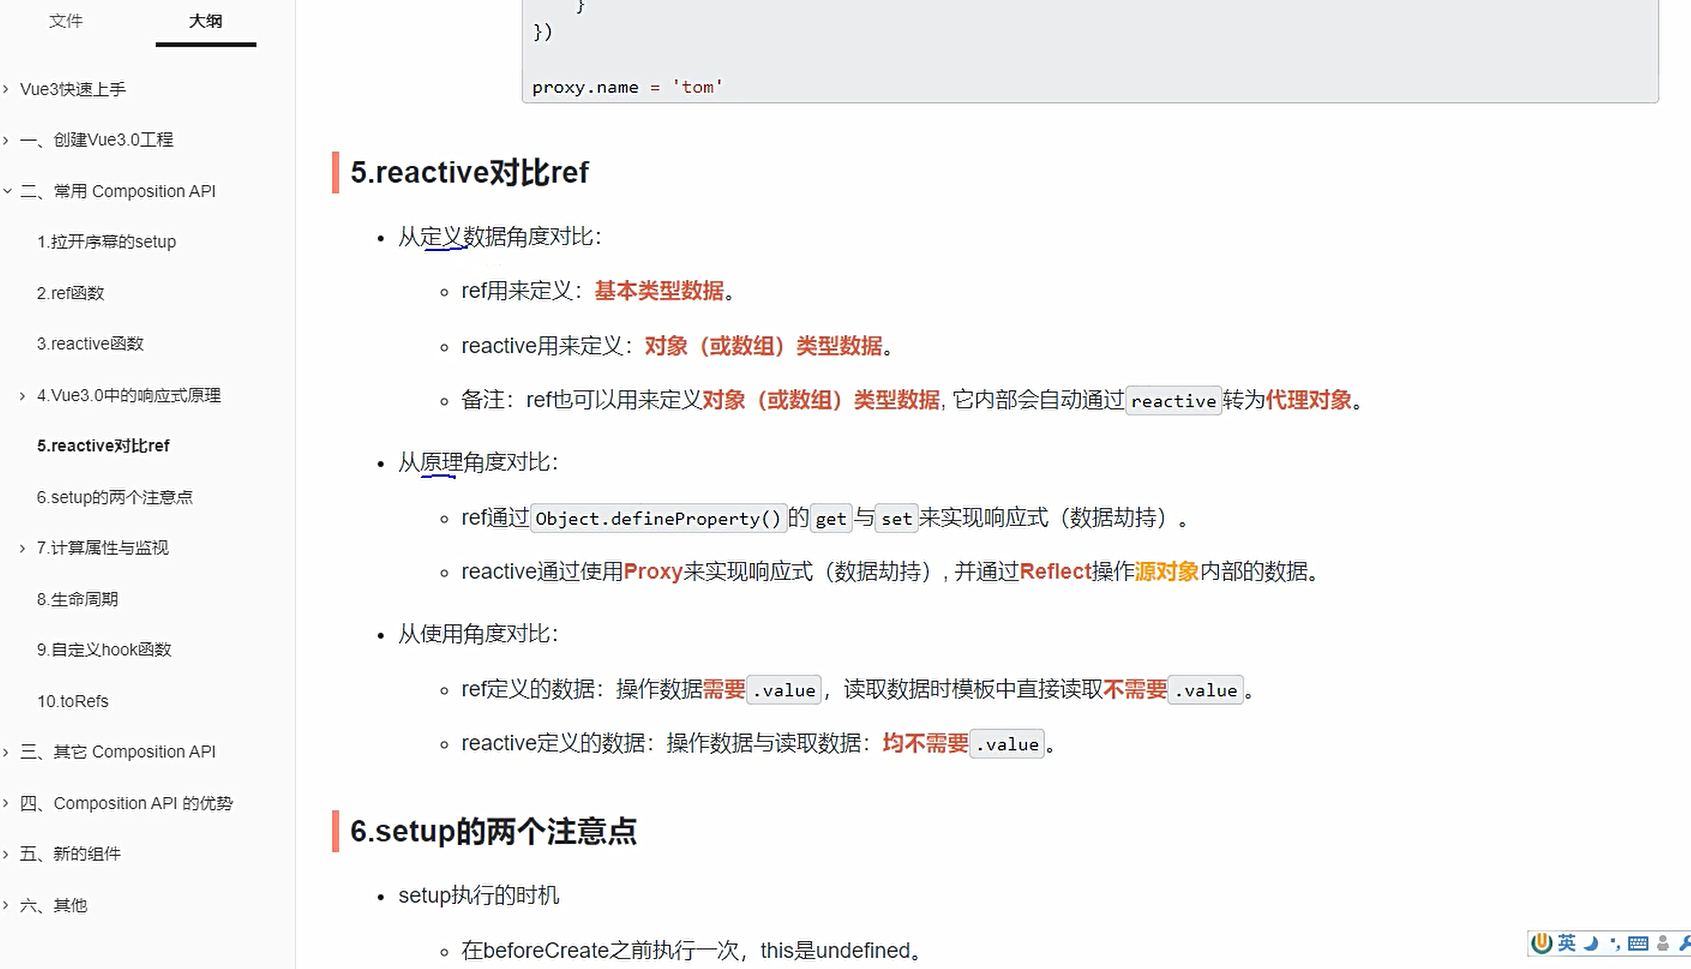 文件 大纲
Vue3快速上手
一、创建Vue3.0工程
二、常用 Composition API
1.拉开序幕的setup
2.ref函数
3.reactive函数
4.Vue3.0中的响应式原理
5.reactive对比ref
6.setup的两个注意点
7.计算属性与监视
8.生命周期
9.自定义hook函数
10.toRefs
三、其它 Composition API
四、Composition API 的优势
五、新的组件
六、其他
}
})
proxy.name = 'tom'
5.reactive对比ref
从定义数据角度对比：
ref用来定义：基本类型数据。
reactive用来定义：对象（或数组）类型数据。
备注：ref也可以用来定义对象（或数组）类型数据, 它内部会自动通过reactive转为代理对象。
从原理角度对比：
ref通过Object.defineProperty()的get与set来实现响应式（数据劫持）。
reactive通过使用Proxy来实现响应式（数据劫持）, 并通过Reflect操作源对象内部的数据。
从使用角度对比：
ref定义的数据：操作数据需要.value，读取数据时模板中直接读取不需要.value。
reactive定义的数据：操作数据与读取数据：均不需要.value。
6.setup的两个注意点
setup执行的时机
在beforeCreate之前执行一次，this是undefined。
英